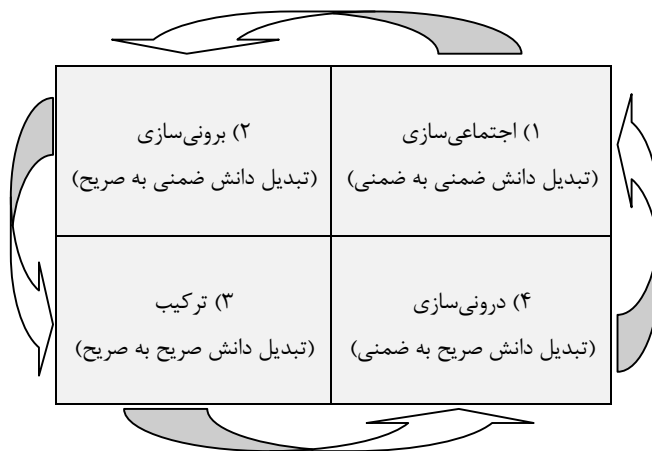 ۱) اجتماعی‌سازی
(تبدیل دانش ضمنی به ضمنی)
۲) برونی‌سازی
(تبدیل دانش ضمنی به صریح)
۳) ترکیب
(تبدیل دانش صریح به صریح)
۴) درونی‌سازی
(تبدیل دانش صریح به ضمنی)